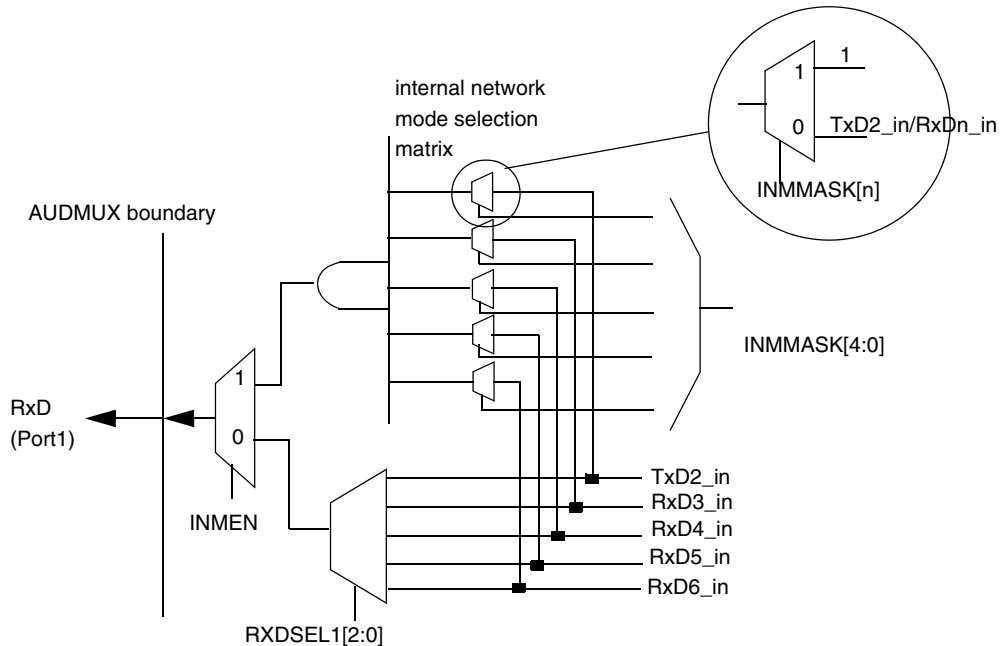 internal network
mode selection
matrix
1
1
0
TxD2_in/RxDn_in
INMMASK[n]
AUDMUX boundary
INMMASK[4:0]
1
RxD
(Port1)
0
INMEN
TxD2_in
RxD3_in
RxD4_in
RxD5_in
RxD6_in
RXDSEL1[2:0]